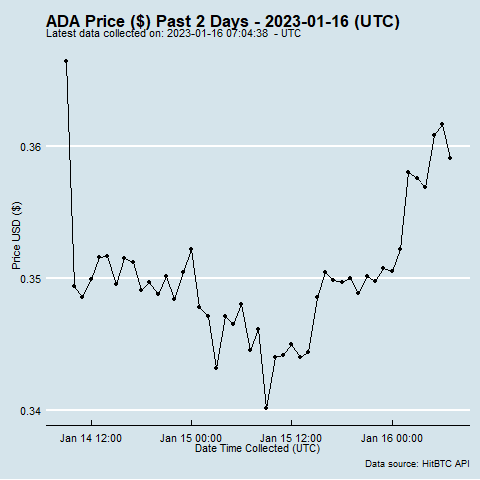 ADA Price ($) Past 2 Days - 2023-01-16 (UTC)
Latest data collected on: 2023-01-16 07:04:38 - UTC
0.36
0.35
0.34
Price USD ($)
Jan 14 12:00 Jan 15 00:00 Jan 15 12:00 Jan 16 00:00
Date Time Collected (UTC)
Data source: HitBTC API